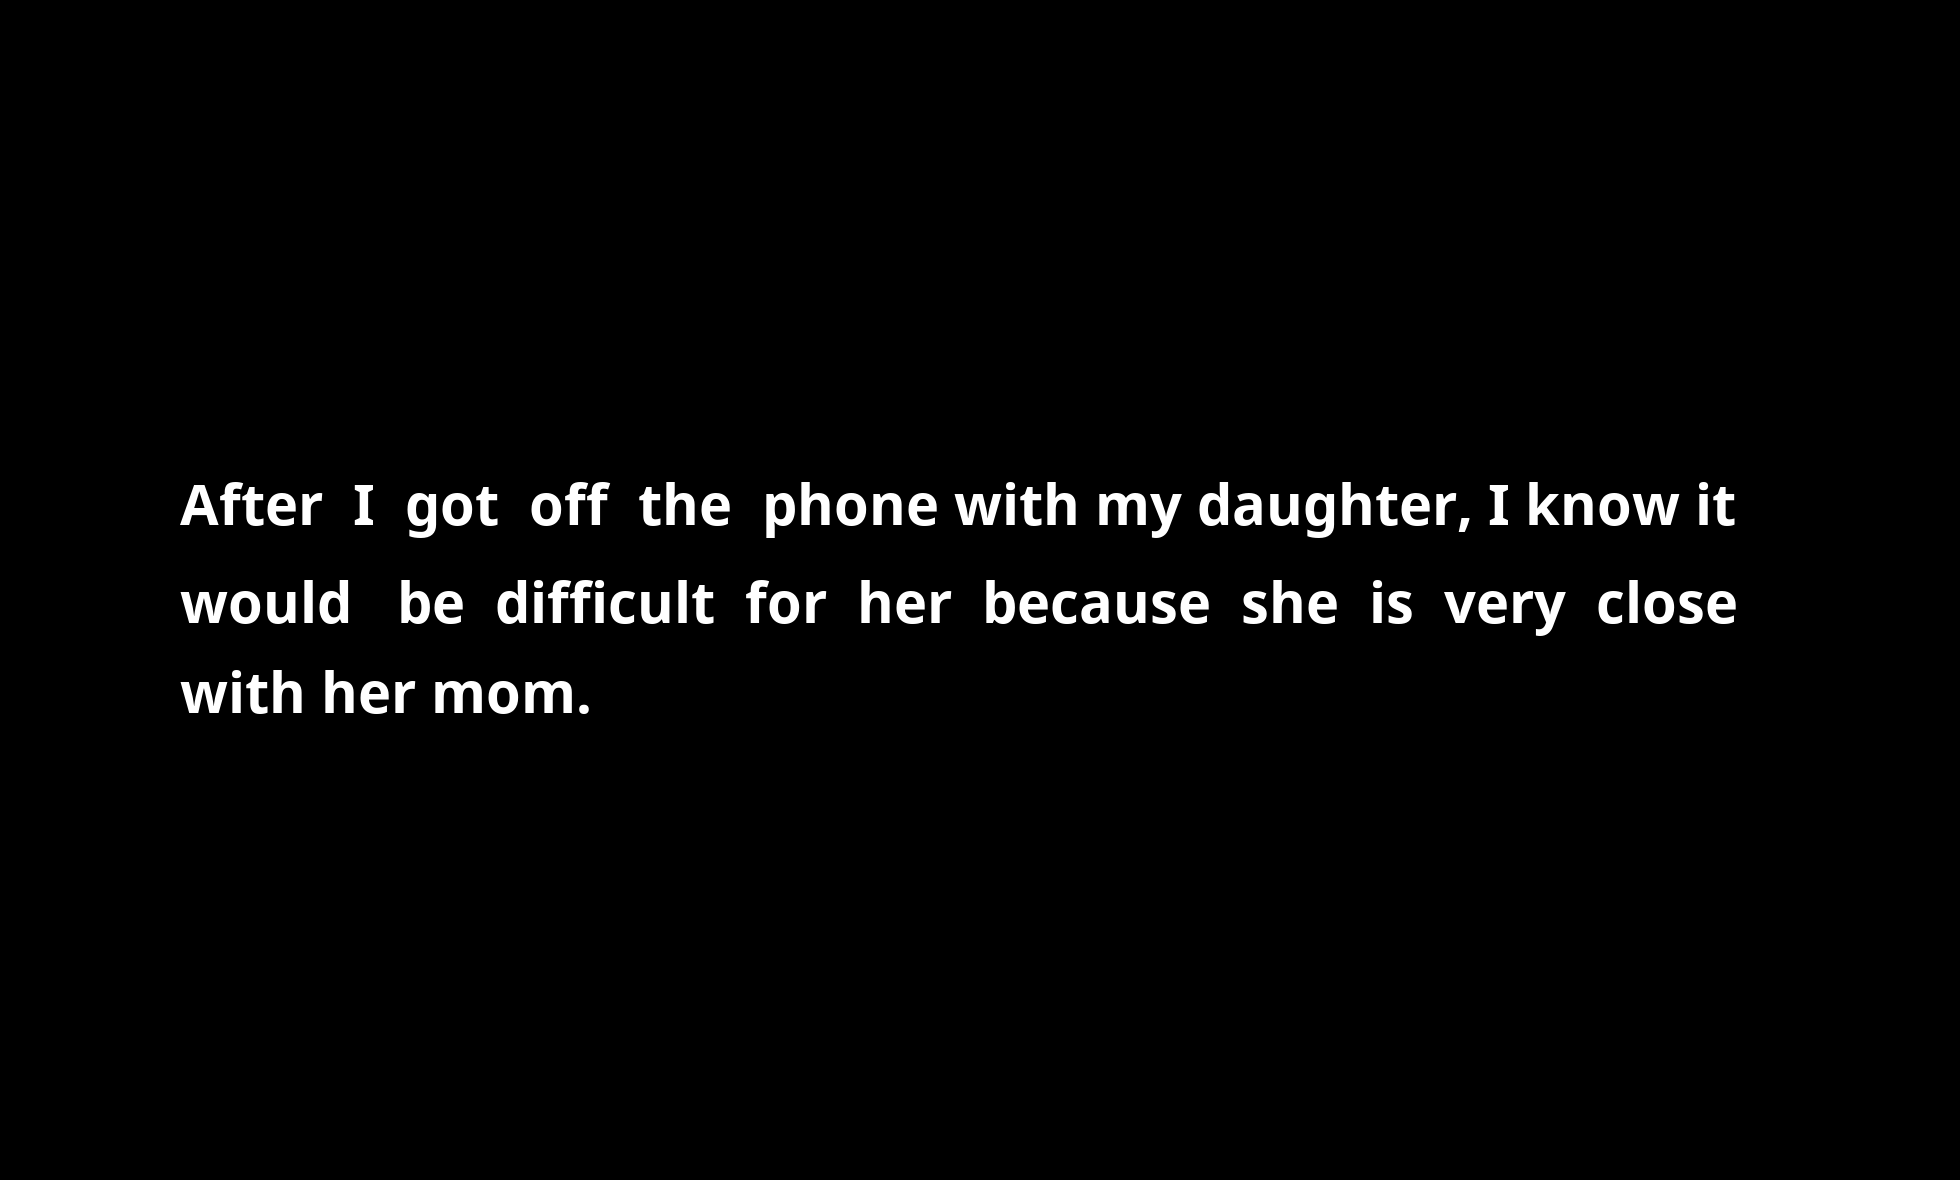 After I got off the phone with my daughter, I know it
would be difficult for her because she is very close
with her mom.